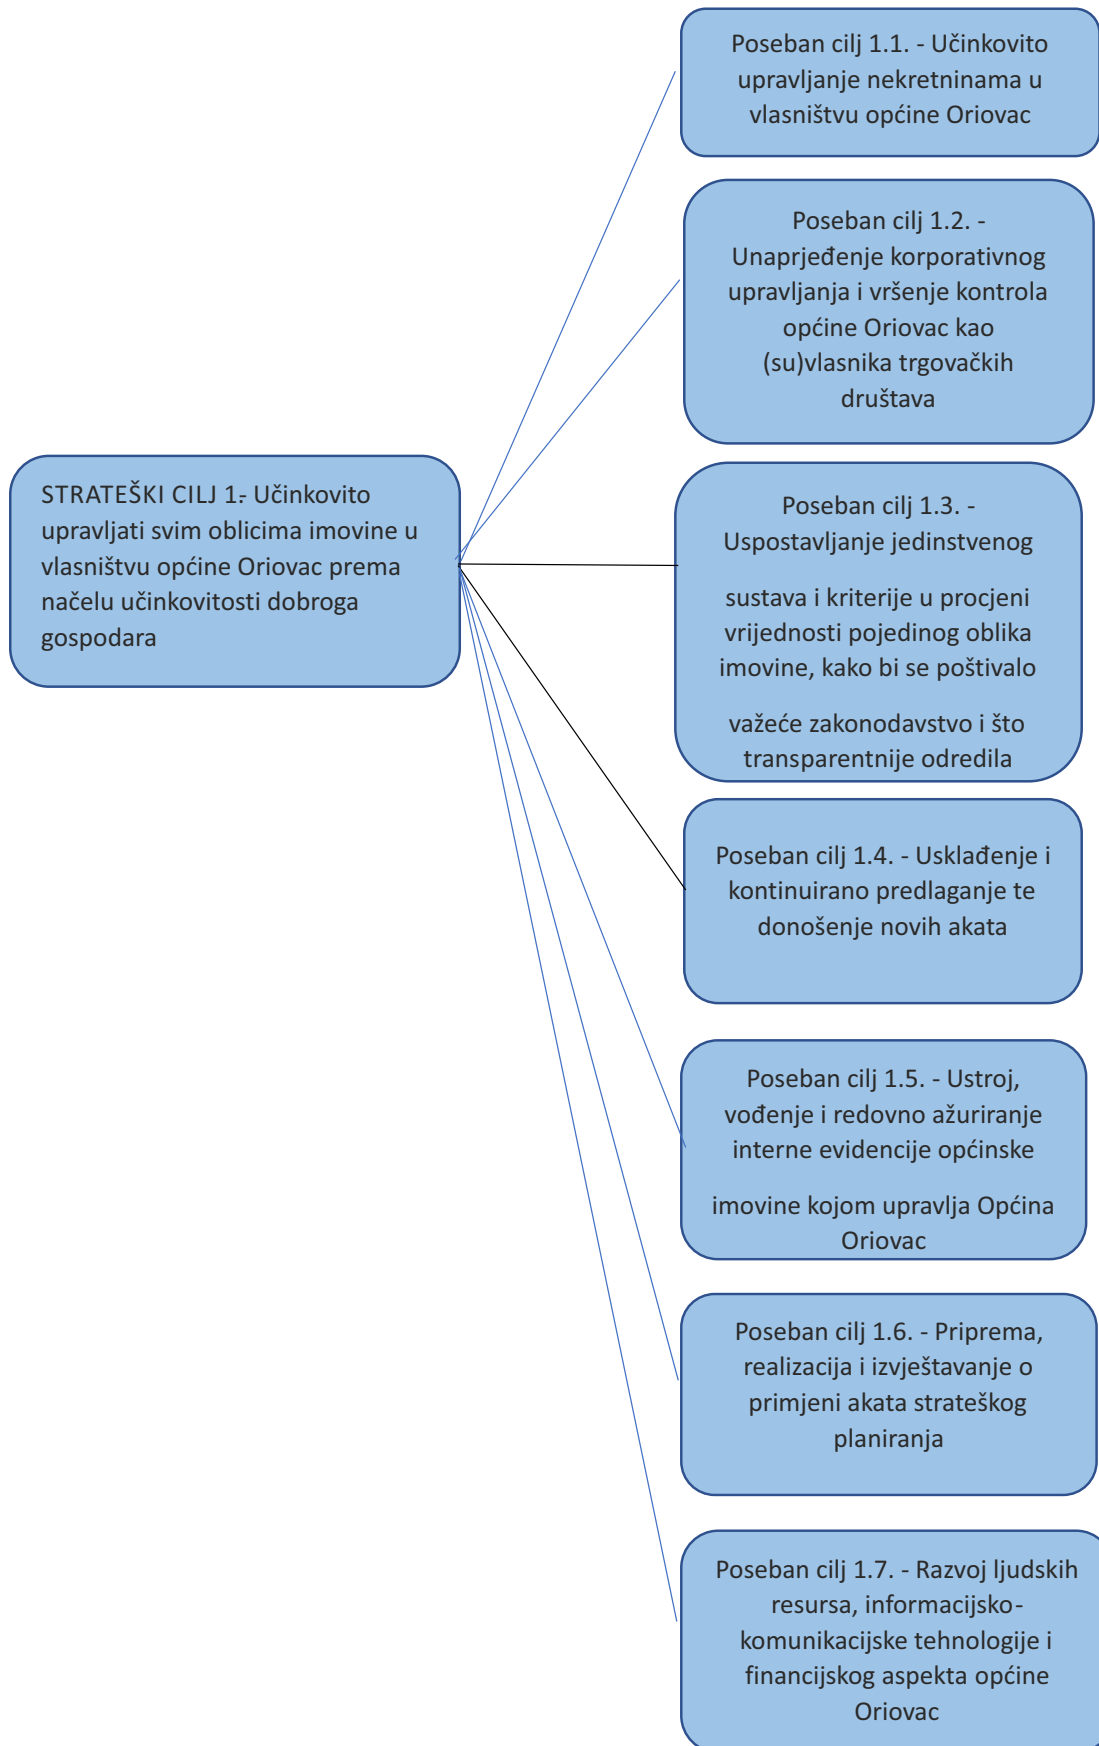 Poseban cilj 1.1. - Učinkovito
upravljanje nekretninama u
vlasništvu općine Oriovac
Poseban cilj 1.2. -
Unaprjeđenje korporativnog
upravljanja i vršenje kontrola
općine Oriovac kao
(su)vlasnika trgovačkih
društava
STRATEŠKI CILJ 1.- Učinkovito
upravljati svim oblicima imovine u
vlasništvu općine Oriovac prema
načelu učinkovitosti dobroga
gospodara
Poseban cilj 1.3. -
Uspostavljanje jedinstvenog
sustava i kriterije u procjeni
vrijednosti pojedinog oblika
imovine, kako bi se poštivalo
važeće zakonodavstvo i što
transparentnije odredila
Poseban cilj 1.4. - Usklađenje i
kontinuirano predlaganje te
donošenje novih akata
Poseban cilj 1.5. - Ustroj,
vođenje i redovno ažuriranje
interne evidencije općinske
imovine kojom upravlja Općina
Oriovac
Poseban cilj 1.6. - Priprema,
realizacija i izvještavanje o
primjeni akata strateškog
planiranja
Poseban cilj 1.7. - Razvoj ljudskih
resursa, informacijsko-
komunikacijske tehnologije i
financijskog aspekta općine
Oriovac